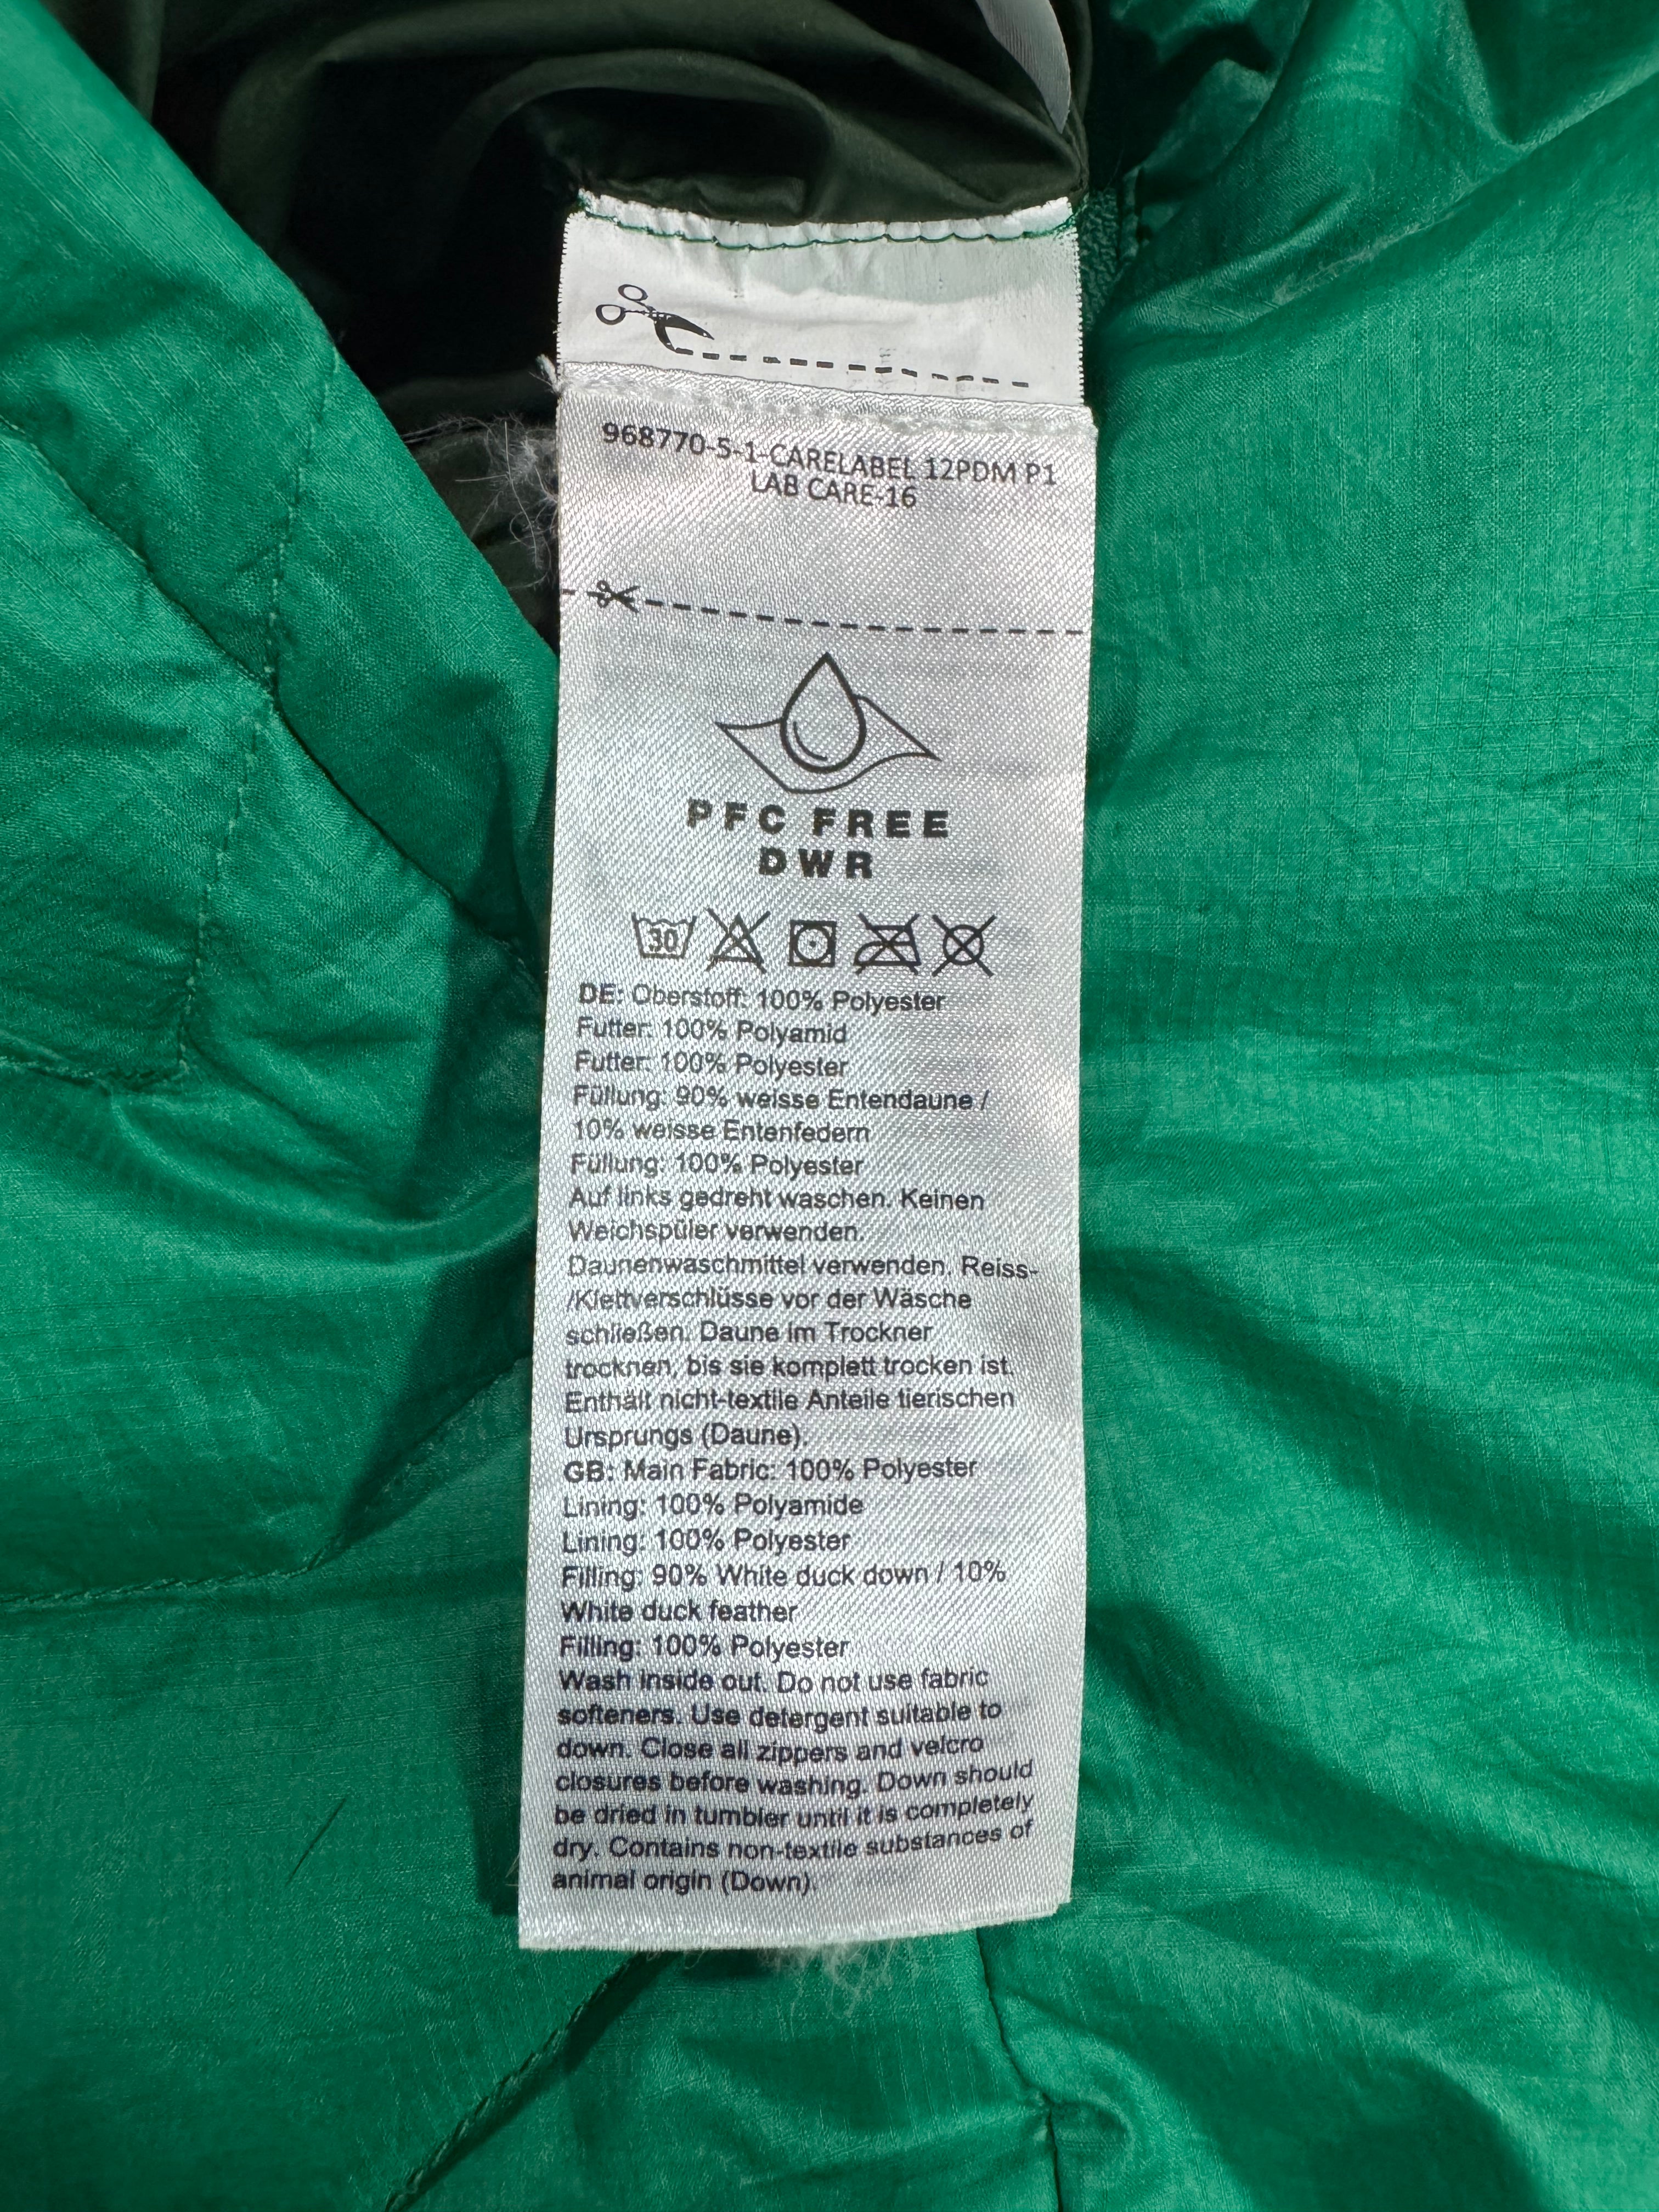 968770-5-1-CARELABEL 12PDM P1
LAB CARE-16
PFC FREE
DWR
30
DE: Oberstoff: 100% Polyester
Futter: 100% Polyamid
Futter: 100% Polyester
Füllung: 90% weisse Entendaune /
10% weisse Entenfedern
Füllung: 100% Polyester
Auf links gedreht waschen. Keinen
Weichspüler verwenden.
Daunenwaschmittel verwenden. Reiss-
/Klettverschlüsse vor der Wäsche
schließen. Daune im Trockner
trocknen, bis sie komplett trocken ist.
Enthält nicht-textile Anteile tierischen
Ursprungs (Daune).
GB: Main Fabric: 100% Polyester
Lining: 100% Polyamide
Lining: 100% Polyester
Filling: 90% White duck down / 10%
White duck feather
Filling: 100% Polyester
Wash inside out. Do not use fabric
softeners. Use detergent suitable to
down. Close all zippers and velcro
closures before washing. Down should
be dried in tumbler until it is completely
dry. Contains non-textile substances of
animal origin (Down).